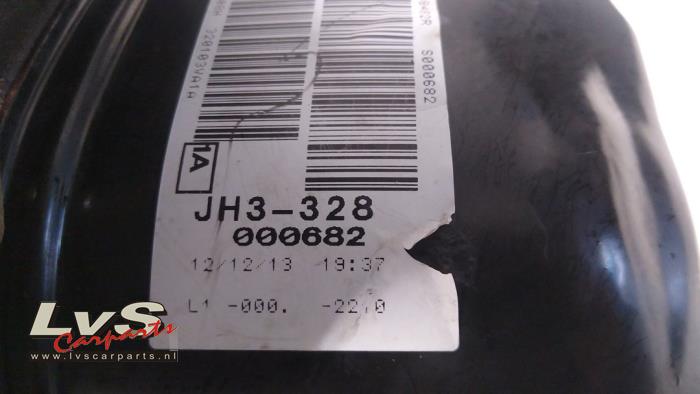 320103VA1A
S000682
1A
JH3-328
000682
12/12/13 19:37
L1 -000. -22,0
LvS
Carparts
www.lvscarparts.nl